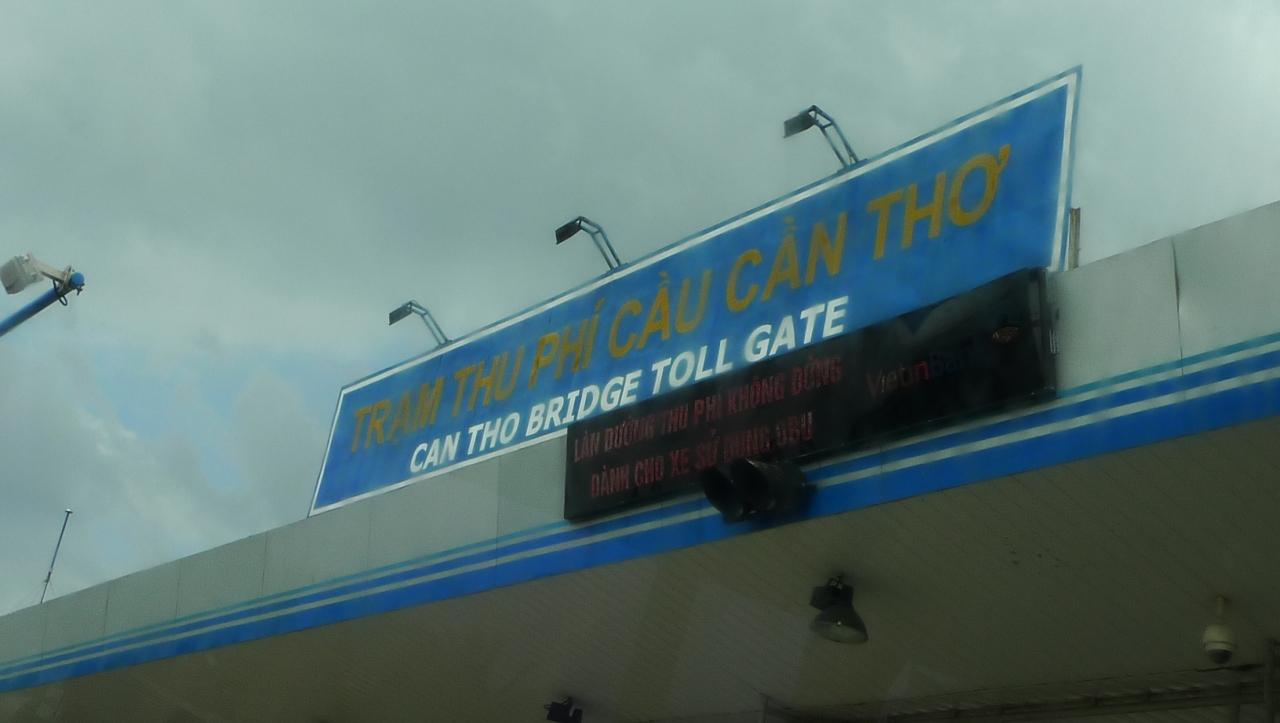 TRẠM THU PHÍ CẦU CẦN THƠ
CAN THO BRIDGE TOLL GATE
LÀN ĐƯỜNG THU PHÍ KHÔNG DỪNG
DÀNH CHO XE SỬ DỤNG OBU
VietinBank